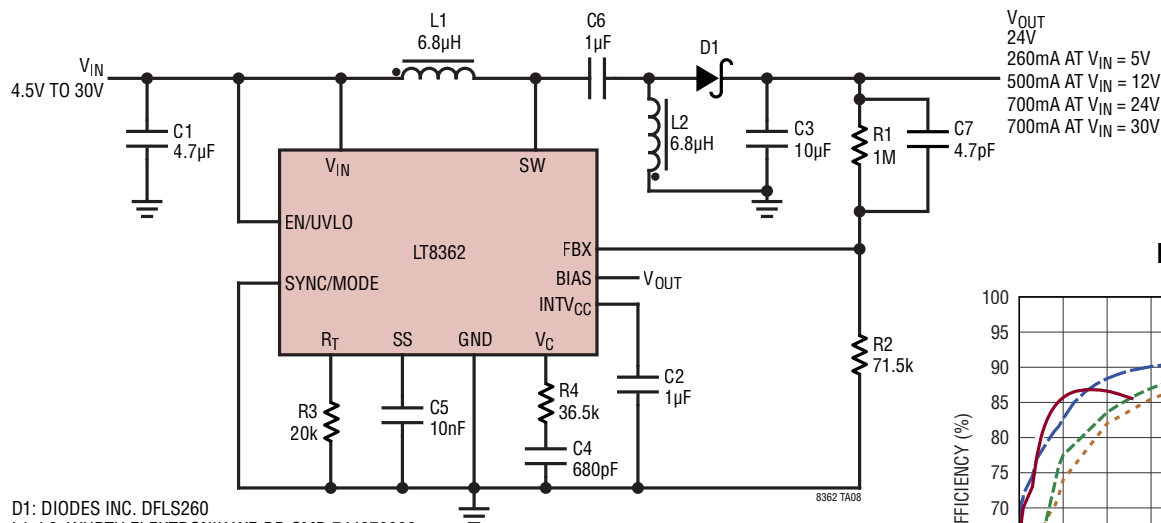 L1
6.8µH
C6
1µF
D1
VOUT
24V
260mA AT VIN = 5V
500mA AT VIN = 12V
700mA AT VIN = 24V
700mA AT VIN = 30V
VIN
4.5V TO 30V
C1
4.7µF
L2
6.8µH
C3
10µF
R1
1M
C7
4.7pF
VIN
SW
EN/UVLO
LT8362
FBX
SYNC/MODE
BIAS
VOUT
INTVCC
RT
SS
GND
VC
R2
71.5k
R3
20k
C5
10nF
R4
36.5k
C2
1µF
C4
680pF
8362 TA08
D1: DIODES INC. DFLS260
100
95
90
85
80
75
70
(%)